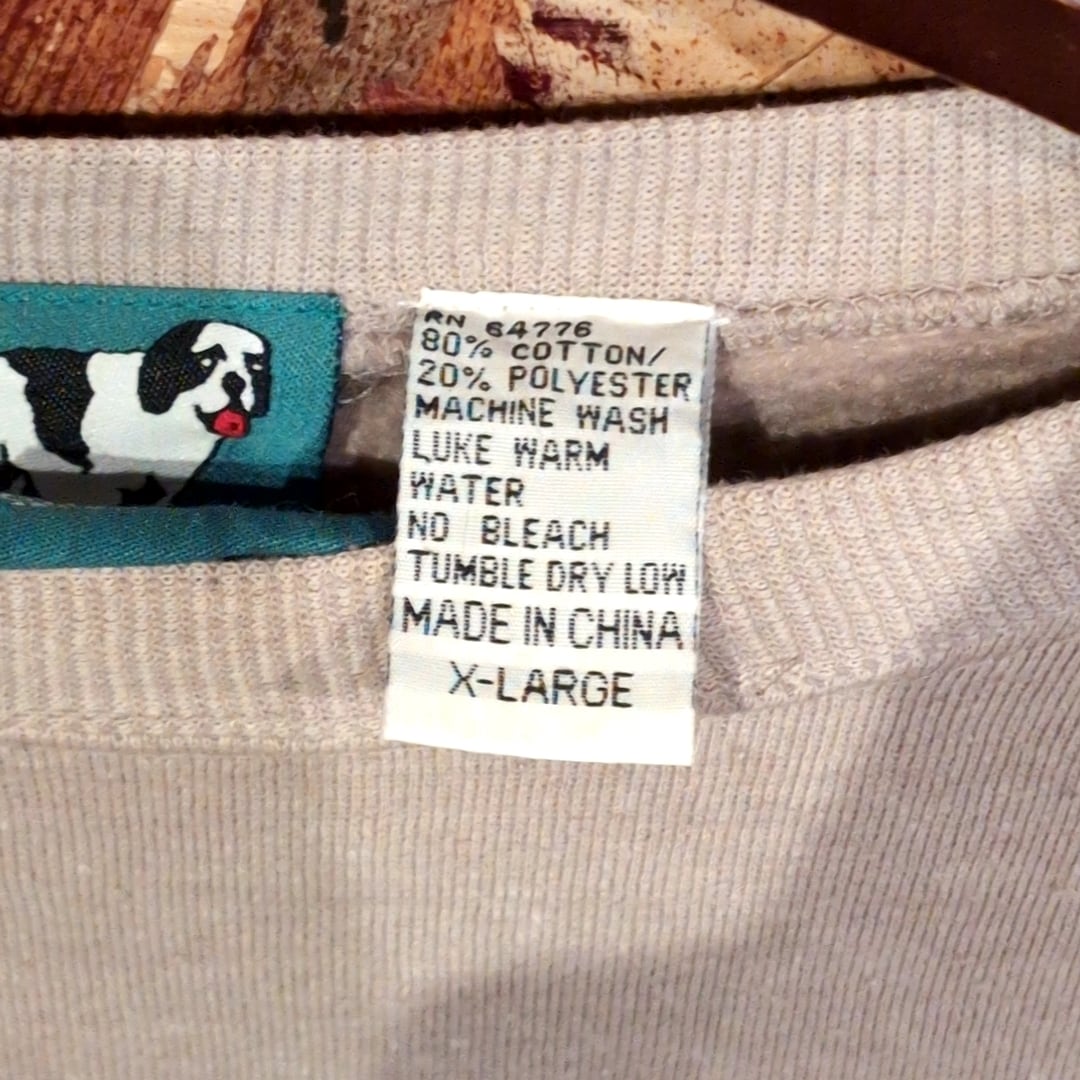 RN 64776
80% COTTON/
20% POLYESTER
MACHINE WASH
LUKE WARM
WATER
NO BLEACH
TUMBLE DRY LOW
MADE IN CHINA
X-LARGE